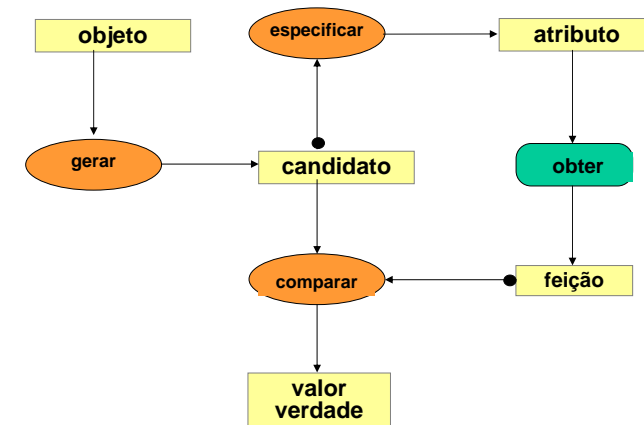 objeto
especificar
atributo
gerar
candidato
obter
comparar
feição
valor
verdade